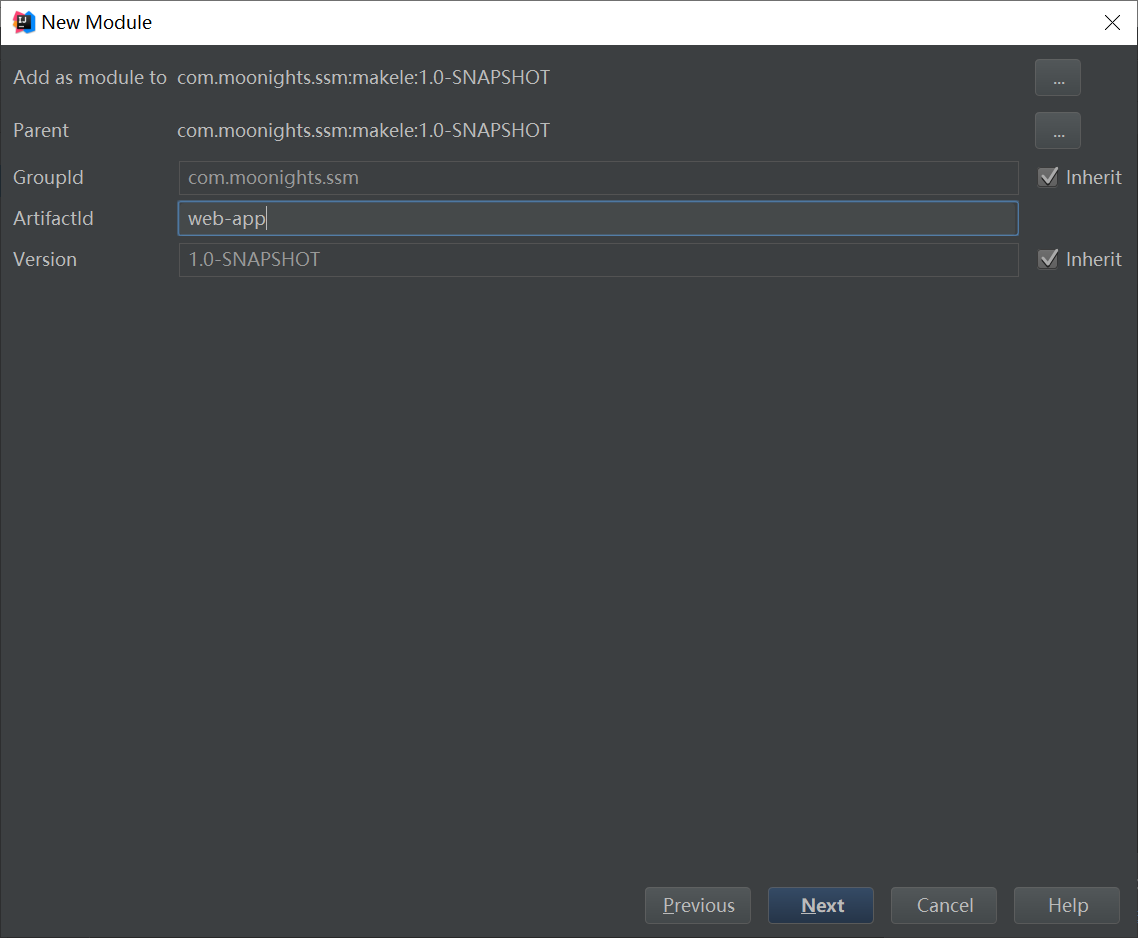 New Module
Add as module to com.moonights.ssm:makele:1.0-SNAPSHOT ...
Parent com.moonights.ssm:makele:1.0-SNAPSHOT ...
GroupId com.moonights.ssm Inherit
ArtifactId web-app
Version 1.0-SNAPSHOT Inherit
Previous Next Cancel Help